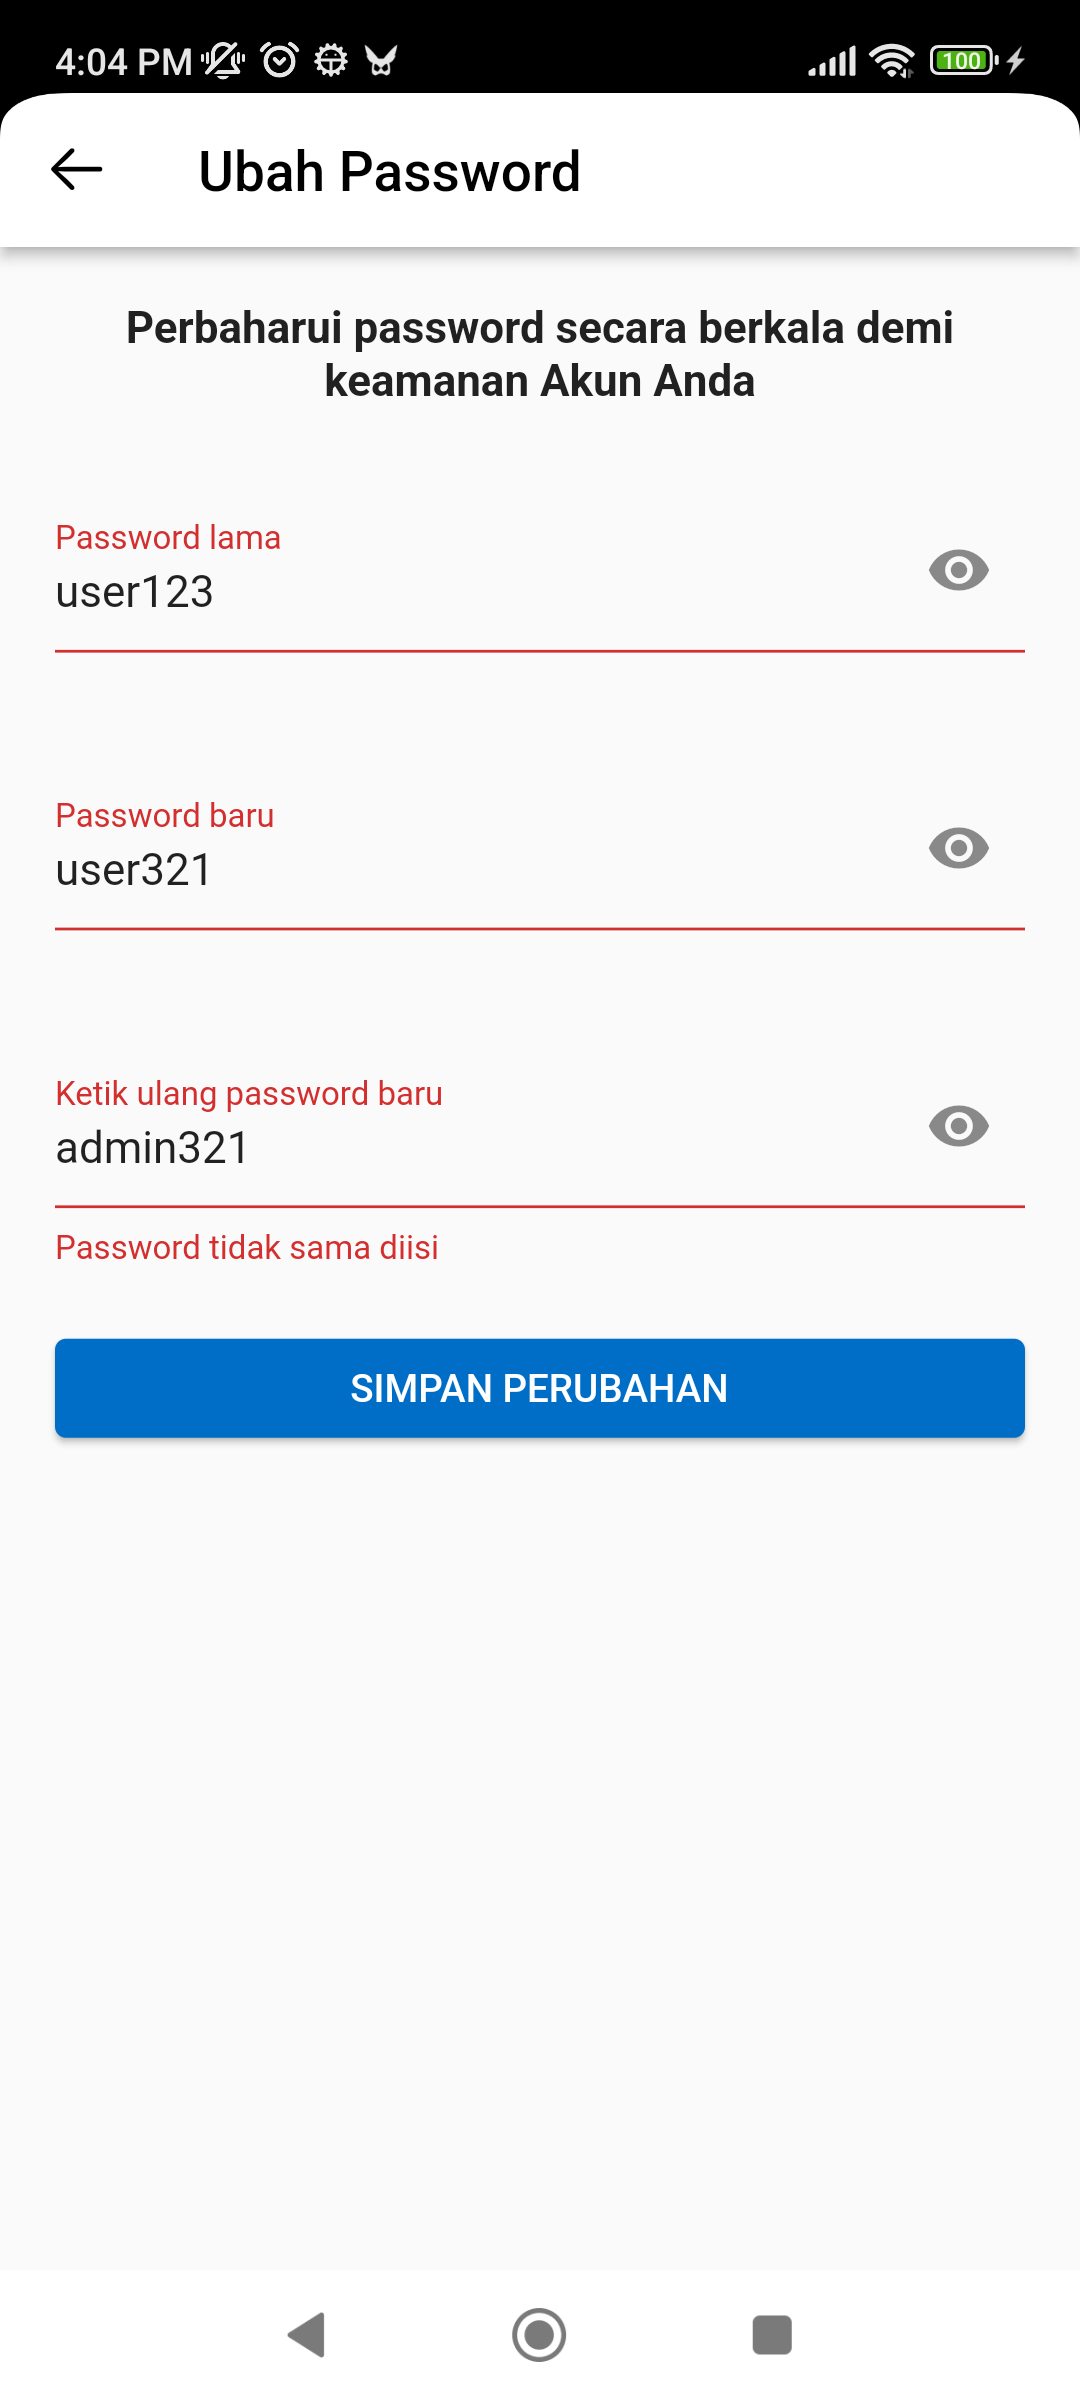 4:04 PM
100
Ubah Password
Perbaharui password secara berkala demi
keamanan Akun Anda
Password lama
user123
Password baru
user321
Ketik ulang password baru
admin321
Password tidak sama diisi
SIMPAN PERUBAHAN